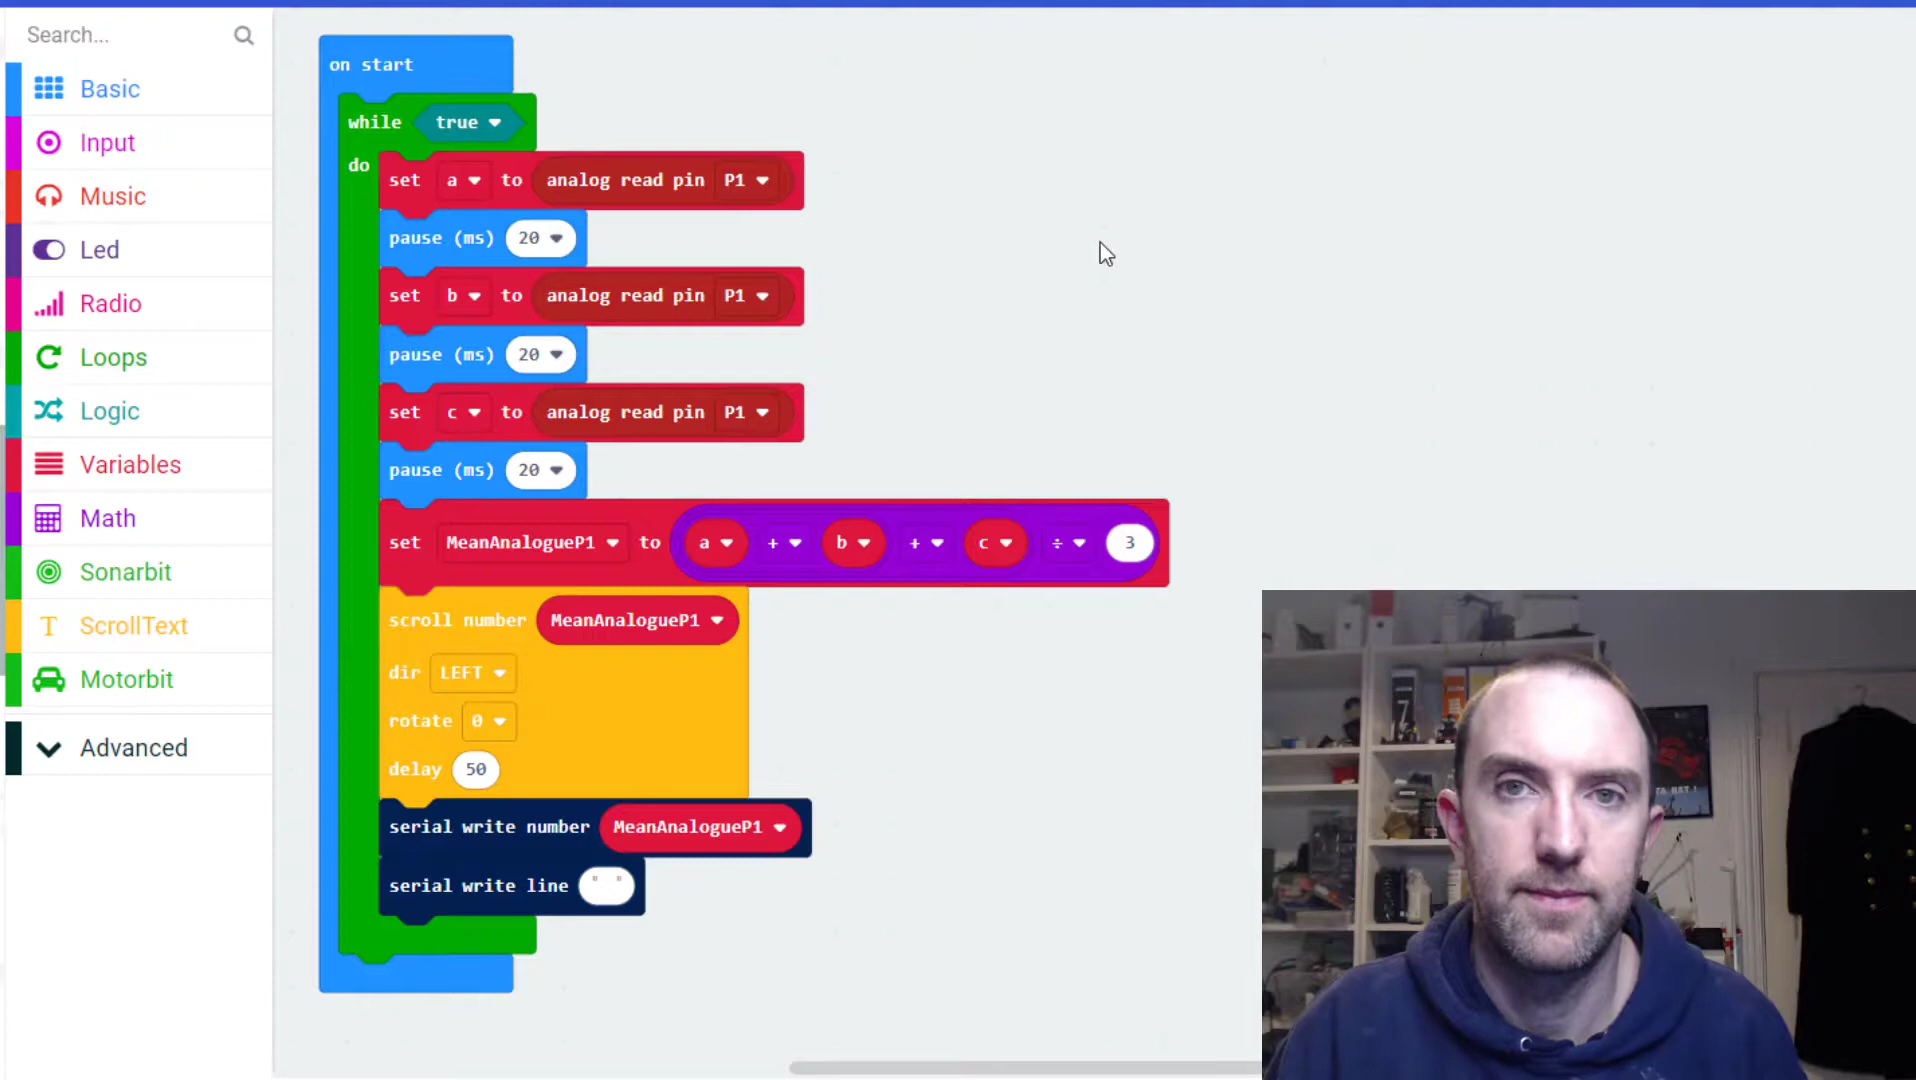 Search...
Basic
Input
Music
Led
Radio
Loops
Logic
Variables
Math
Sonarbit
ScrollText
Motorbit
Advanced
on start
while true
do
set a to analog read pin P1
pause (ms) 20
set b to analog read pin P1
pause (ms) 20
set c to analog read pin P1
pause (ms) 20
set MeanAnalogueP1 to a + b + c ÷ 3
scroll number MeanAnalogueP1
dir LEFT
rotate 0
delay 50
serial write number MeanAnalogueP1
serial write line " "